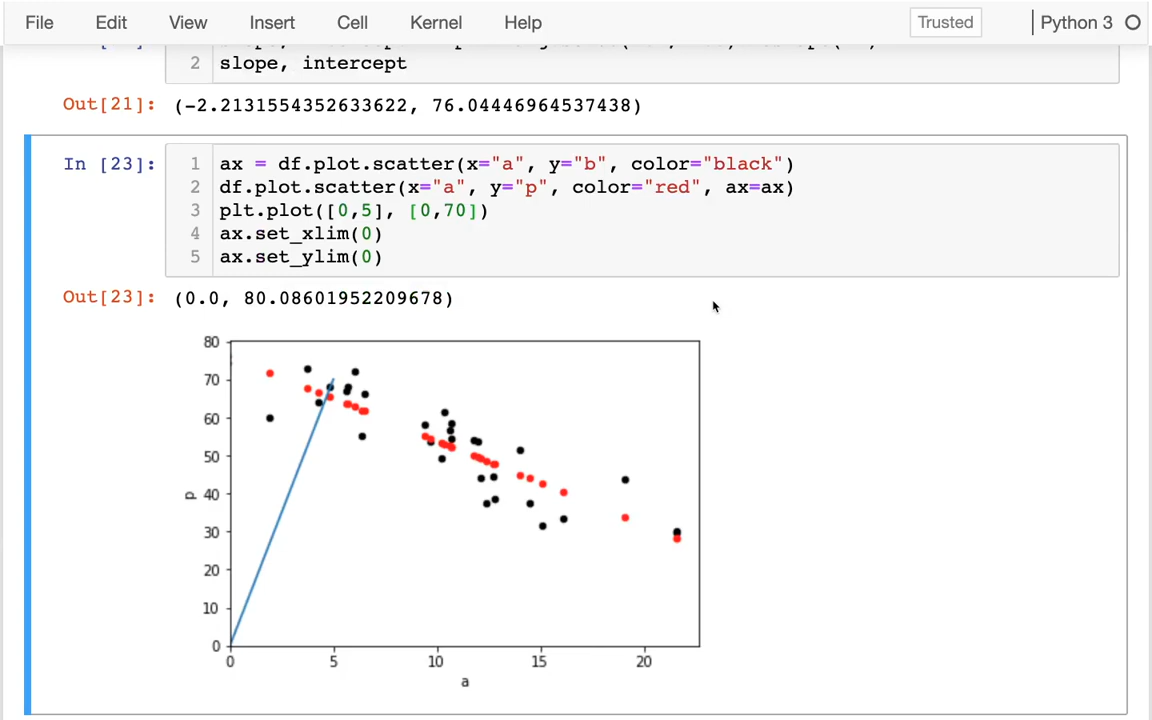 File Edit View Insert Cell Kernel Help Trusted Python 3
2 slope, intercept
Out[21]: (-2.2131554352633622, 76.04446964537438)
In [23]: 1 ax = df.plot.scatter(x="a", y="b", color="black")
2 df.plot.scatter(x="a", y="p", color="red", ax=ax)
3 plt.plot([0,5], [0,70])
4 ax.set_xlim(0)
5 ax.set_ylim(0)
Out[23]: (0.0, 80.08601952209678)
80
70
60
50
p
40
30
20
10
0
0 5 10 15 20
a